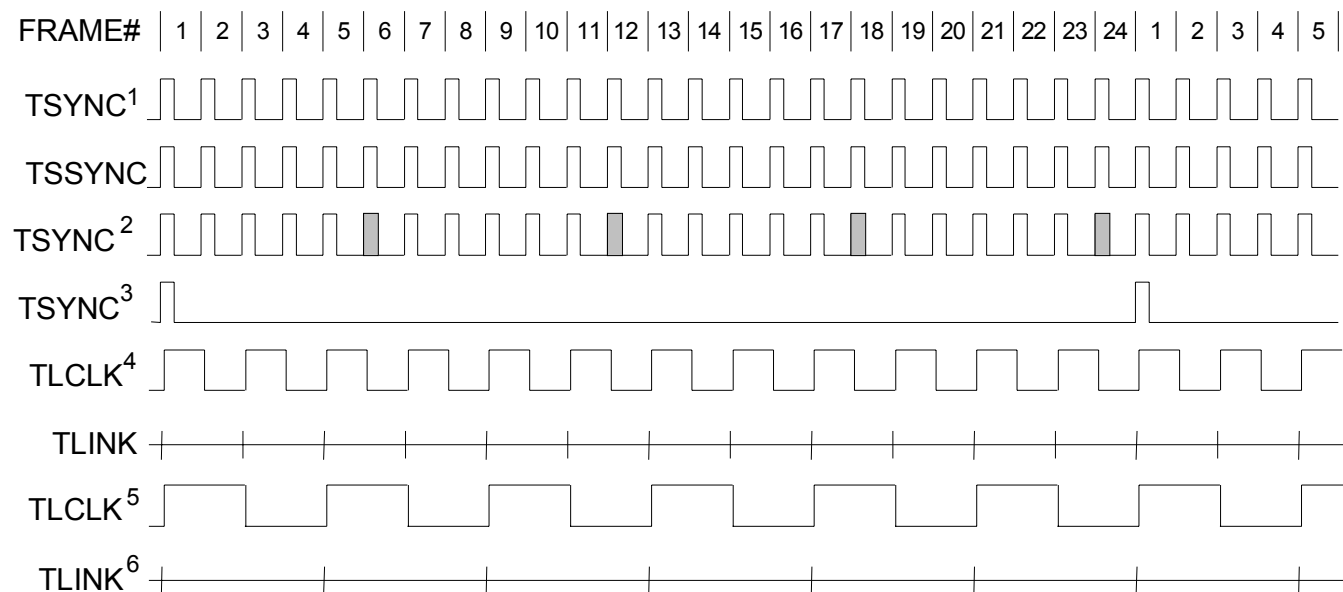 FRAME# 1 2 3 4 5 6 7 8 9 10 11 12 13 14 15 16 17 18 19 20 21 22 23 24 1 2 3 4 5
TSYNC¹
TSSYNC
TSYNC²
TSYNC³
TLCLK⁴
TLINK
TLCLK⁵
TLINK⁶